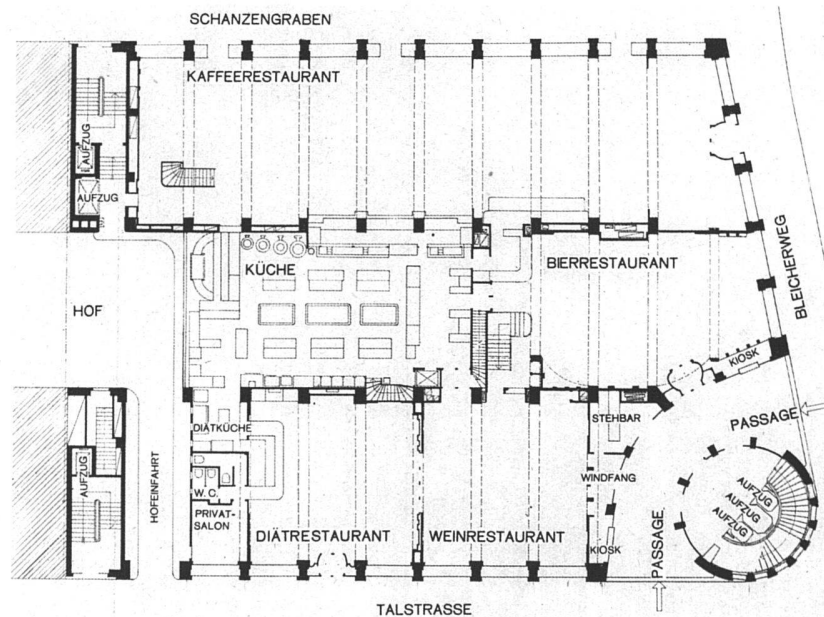 SCHANZENGRABEN
KAFFEERESTAURANT
AUFZUG
AUFZUG
KÜCHE
BIERRESTAURANT
BLEICHERWEG
HOF
KIOSK
STEHBAR
PASSAGE
DIÄTKÜCHE
AUFZUG
HOFEINFAHRT
W.C.
PRIVAT-
SALON
WINDFANG
AUFZUG
AUFZUG
AUFZUG
DIÄTRESTAURANT
WEINRESTAURANT
KIOSK
PASSAGE
TALSTRASSE